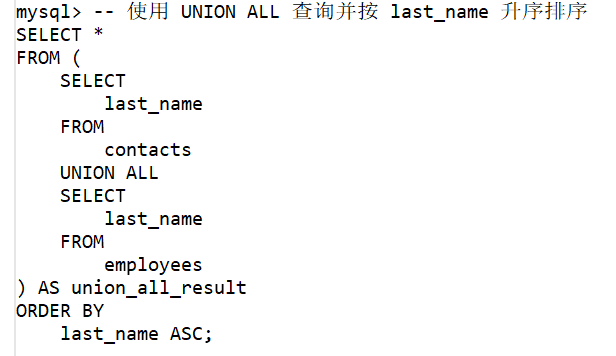 mysql> -- 使用 UNION ALL 查询并按 last_name 升序排序
SELECT *
FROM (
    SELECT
        last_name
    FROM
        contacts
    UNION ALL
    SELECT
        last_name
    FROM
        employees
) AS union_all_result
ORDER BY
    last_name ASC;